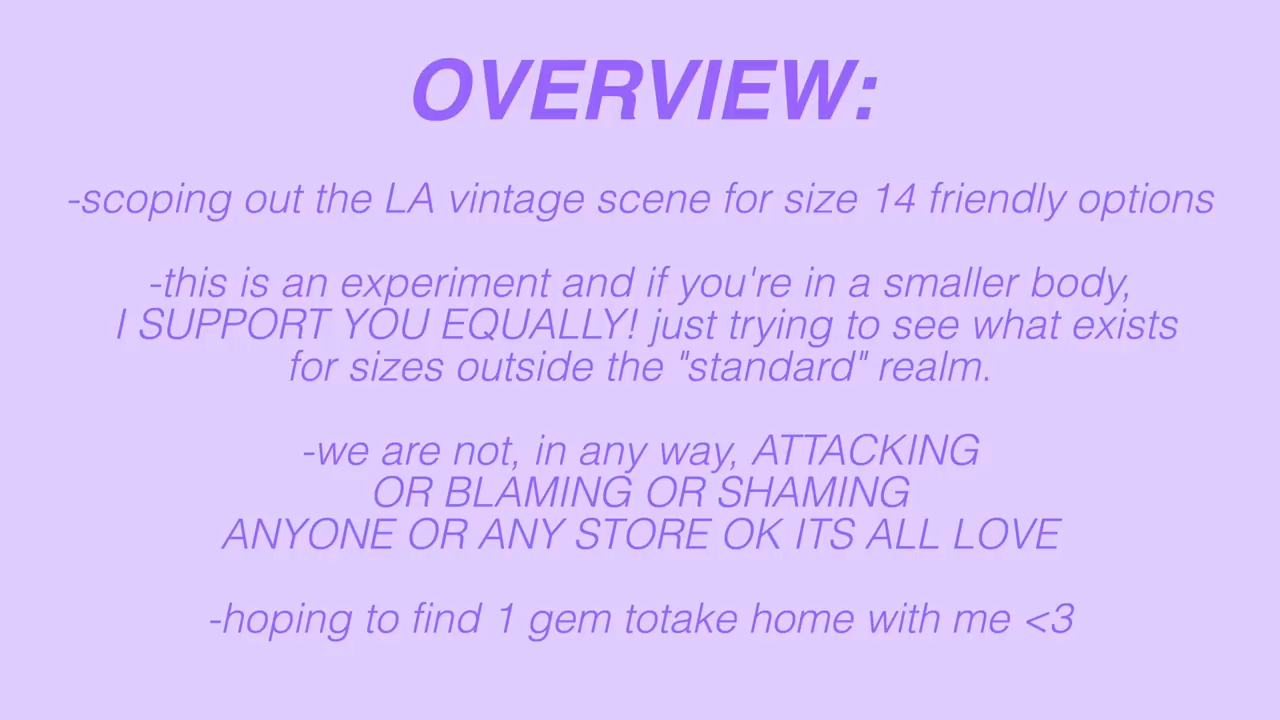 OVERVIEW:
-scoping out the LA vintage scene for size 14 friendly options
-this is an experiment and if you're in a smaller body,
I SUPPORT YOU EQUALLY! just trying to see what exists
for sizes outside the "standard" realm.
-we are not, in any way, ATTACKING
OR BLAMING OR SHAMING
ANYONE OR ANY STORE OK ITS ALL LOVE
-hoping to find 1 gem totake home with me <3